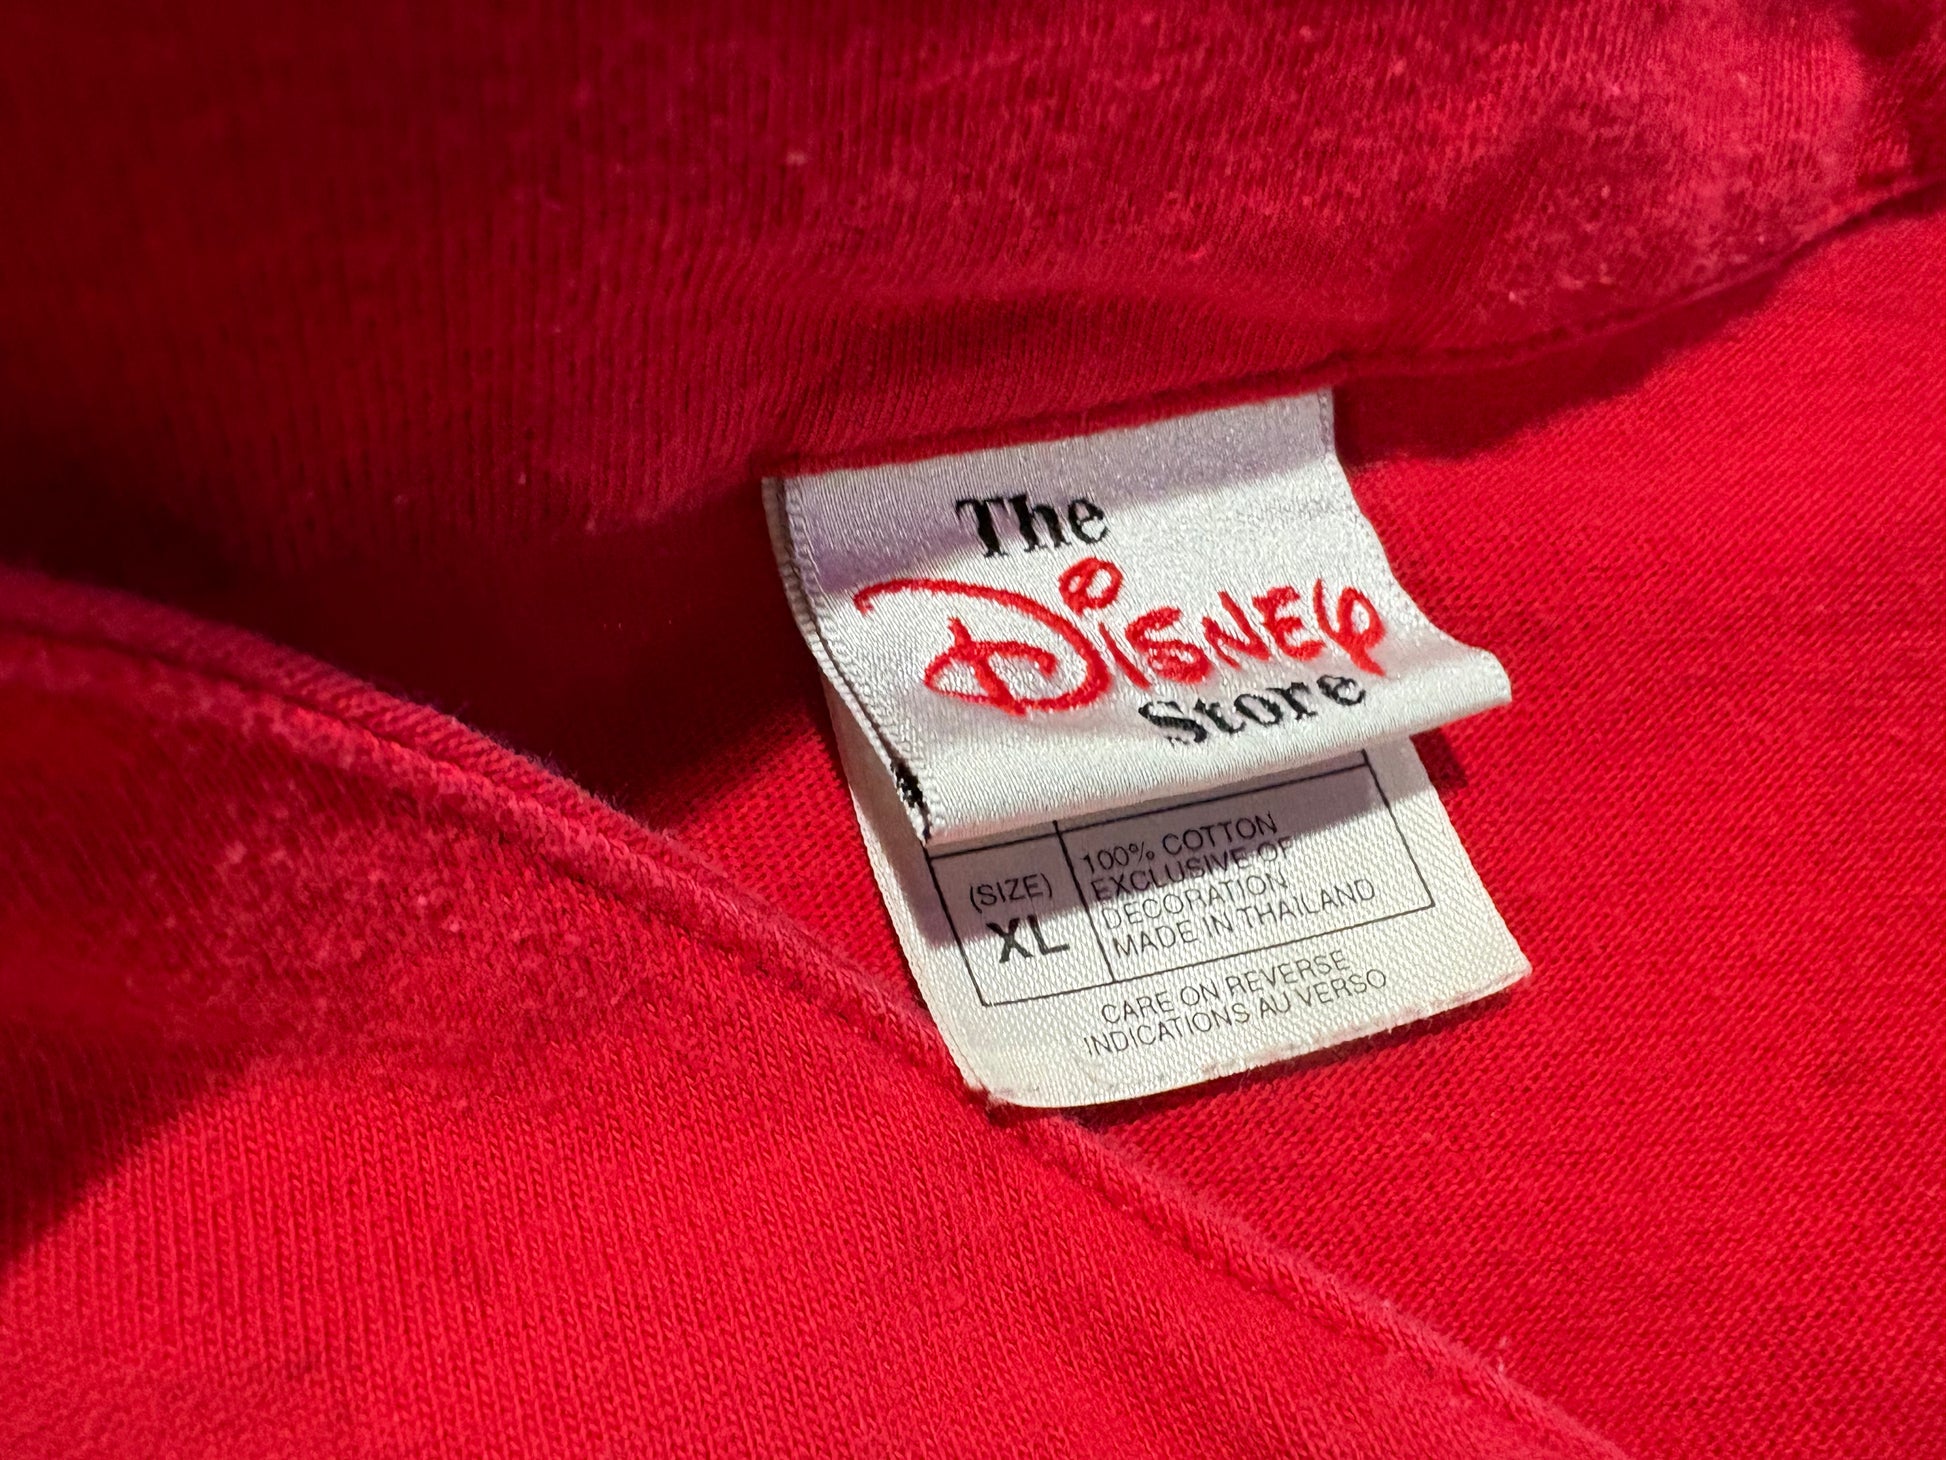 The
Disney
Store
(SIZE)
XL
100% COTTON
EXCLUSIVE OF
DECORATION
MADE IN THAILAND
CARE ON REVERSE
INDICATIONS AU VERSO